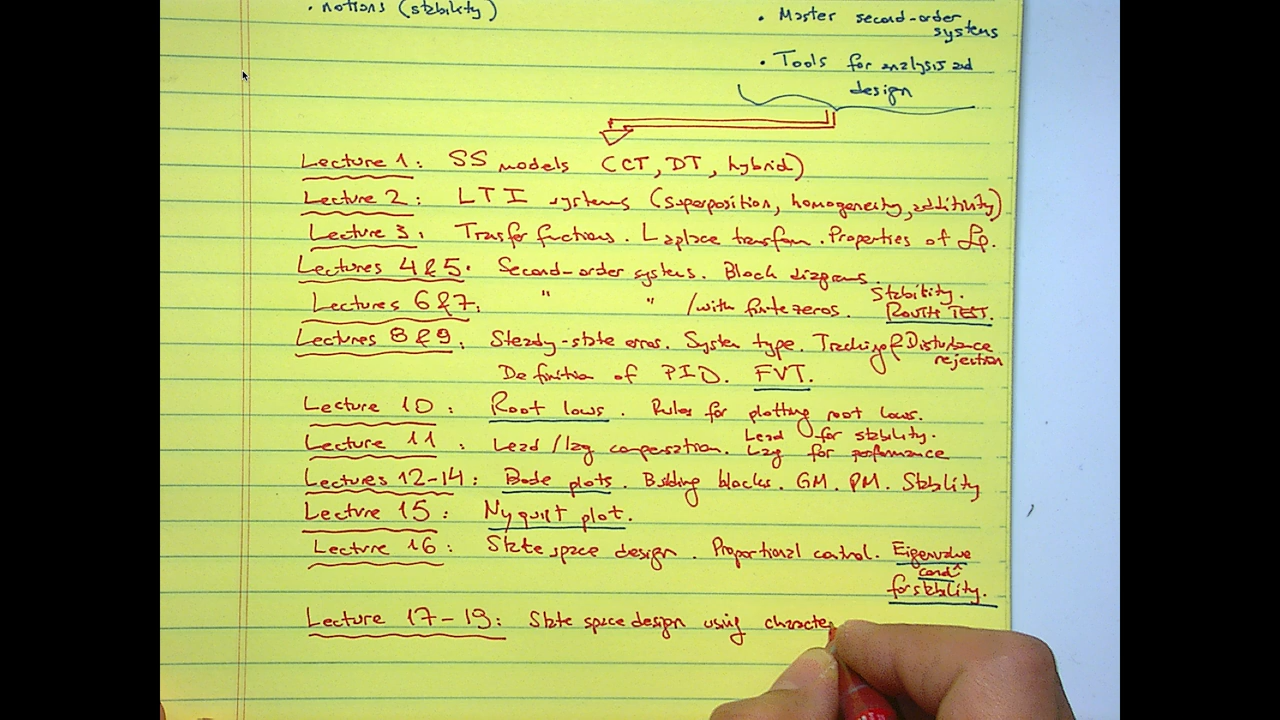 • notions (stability)
• Master second-order
systems
• Tools for analysis and
design
Lecture 1: SS models (CT, DT, hybrid)
Lecture 2: LTI systems (superposition, homogeneity, additivity)
Lecture 3: Transfer functions. Laplace transform. Properties of
Lectures 4&5. Second-order systems. Block diagrams.
Lectures 6&7: " " /with finite zeros. Stability.
ROUTH TEST.
Lectures 8&9: Steady-state error. System type. Tracking & Disturbance
rejection
Definition of PID. FVT.
Lecture 10: Root locus. Rules for plotting root locus.
Lecture 11: Lead/lag compensation. Lead for stability.
Lag for performance
Lectures 12-14: Bode plots. Building blocks. GM. PM. Stability
Lecture 15: Nyquist plot.
Lecture 16: State space design. Proportional control. Eigenvalue
cond^n
for stability.
Lecture 17-19: State space design using characte